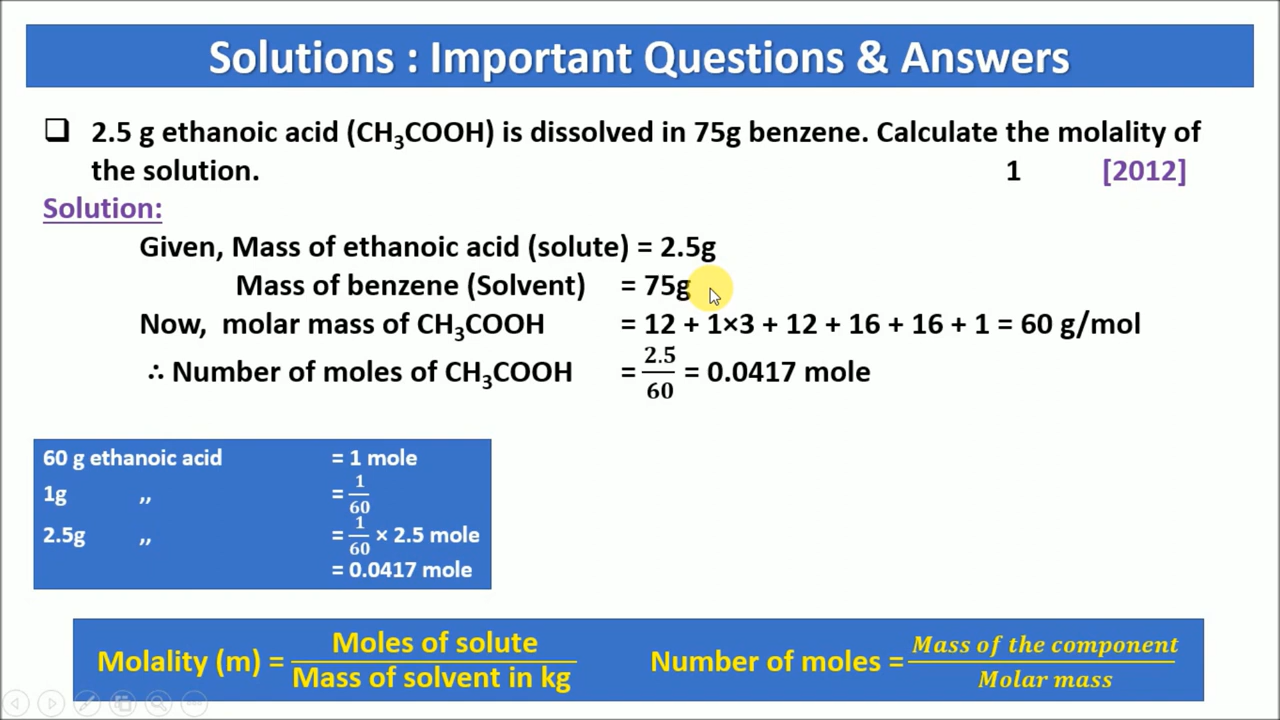 Solutions : Important Questions & Answers
❑ 2.5 g ethanoic acid (CH₃COOH) is dissolved in 75g benzene. Calculate the molality of
the solution. 1 [2012]
Solution:
Given, Mass of ethanoic acid (solute) = 2.5g
Mass of benzene (Solvent) = 75g
Now, molar mass of CH₃COOH = 12 + 1×3 + 12 + 16 + 16 + 1 = 60 g/mol
∴ Number of moles of CH₃COOH = 2.5/60 = 0.0417 mole
60 g ethanoic acid = 1 mole
1g ,, = 1/60
2.5g ,, = 1/60 × 2.5 mole
= 0.0417 mole
Molality (m) = Moles of solute/Mass of solvent in kg
Number of moles = Mass of the component/Molar mass